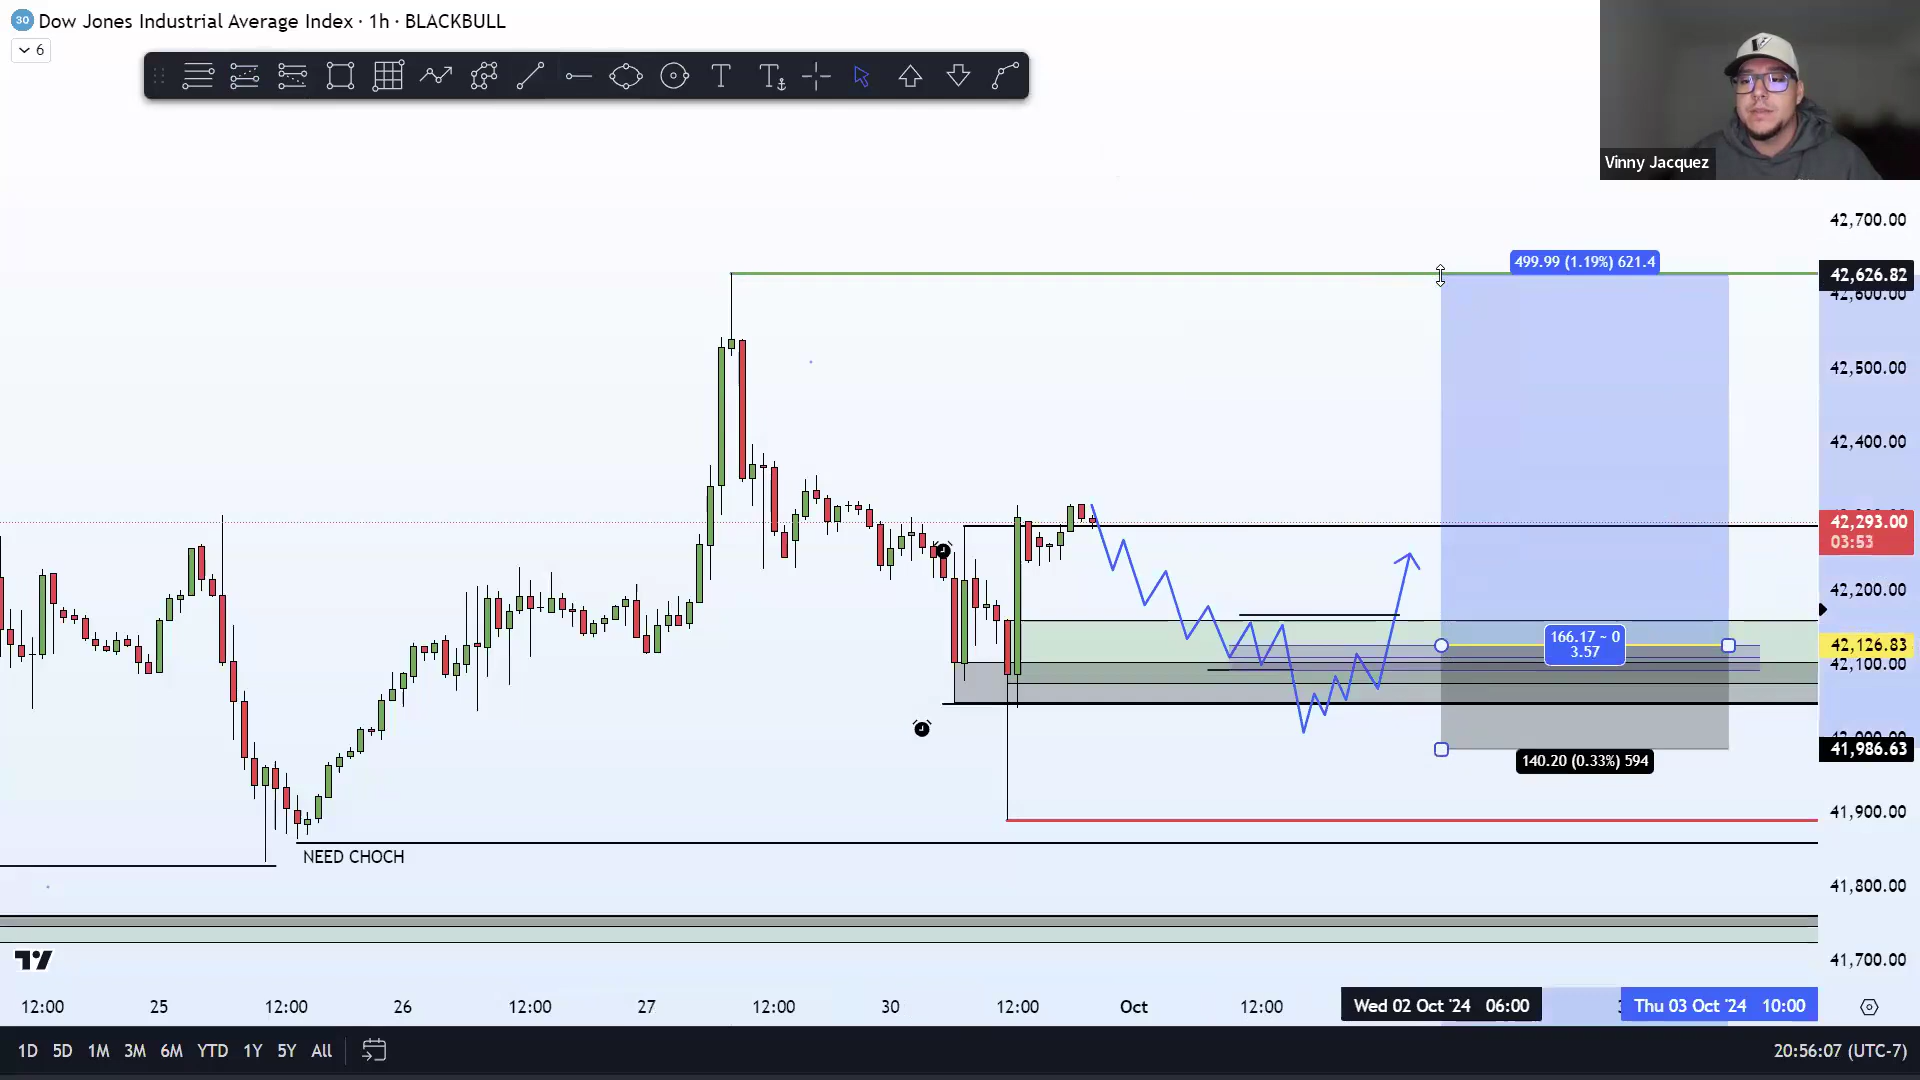 30 Dow Jones Industrial Average Index · 1h · BLACKBULL
6
Vinny Jacquez
42,700.00
499.99 (1.19%) 621.4
42,626.82
42,600.00
42,500.00
42,400.00
42,293.00
03:53
42,200.00
166.17 ~ 0
3.57
42,126.83
42,100.00
41,986.63
140.20 (0.33%) 594
41,900.00
NEED CHOCH
41,800.00
41,700.00
12:00 25 12:00 26 12:00 27 12:00 30 12:00 Oct 12:00 Wed 02 Oct '24 06:00 Thu 03 Oct '24 10:00
1D 5D 1M 3M 6M YTD 1Y 5Y All 20:56:07 (UTC-7)